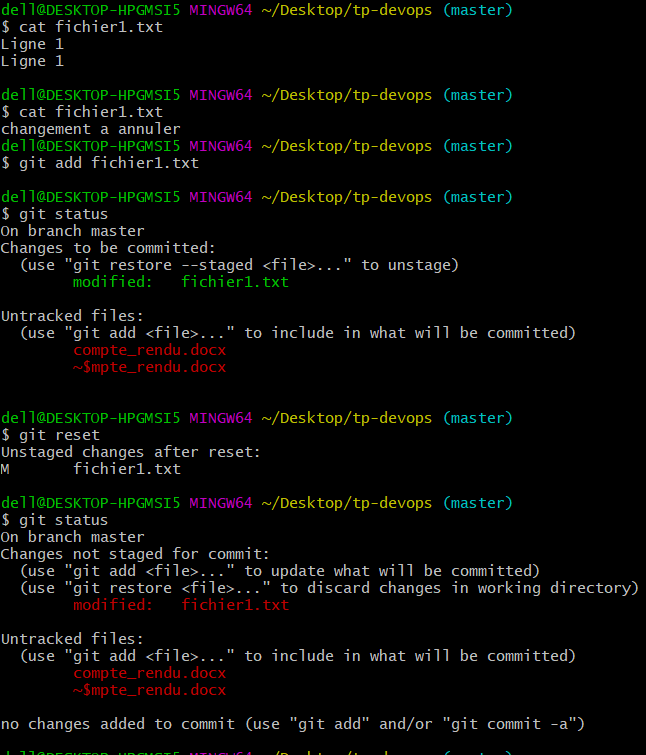 dell@DESKTOP-HPGMSI5 MINGW64 ~/Desktop/tp-devops (master)
$ cat fichier1.txt
Ligne 1
Ligne 1
dell@DESKTOP-HPGMSI5 MINGW64 ~/Desktop/tp-devops (master)
$ cat fichier1.txt
changement a annuler
dell@DESKTOP-HPGMSI5 MINGW64 ~/Desktop/tp-devops (master)
$ git add fichier1.txt
dell@DESKTOP-HPGMSI5 MINGW64 ~/Desktop/tp-devops (master)
$ git status
On branch master
Changes to be committed:
  (use "git restore --staged <file>..." to unstage)
        modified:   fichier1.txt
Untracked files:
  (use "git add <file>..." to include in what will be committed)
        compte_rendu.docx
        ~$mpte_rendu.docx
dell@DESKTOP-HPGMSI5 MINGW64 ~/Desktop/tp-devops (master)
$ git reset
Unstaged changes after reset:
M       fichier1.txt
dell@DESKTOP-HPGMSI5 MINGW64 ~/Desktop/tp-devops (master)
$ git status
On branch master
Changes not staged for commit:
  (use "git add <file>..." to update what will be committed)
  (use "git restore <file>..." to discard changes in working directory)
        modified:   fichier1.txt
Untracked files:
  (use "git add <file>..." to include in what will be committed)
        compte_rendu.docx
        ~$mpte_rendu.docx
no changes added to commit (use "git add" and/or "git commit -a")
dell@DESKTOP-HPGMSI5 MINGW64 ~/Desktop/tp-devops (master)